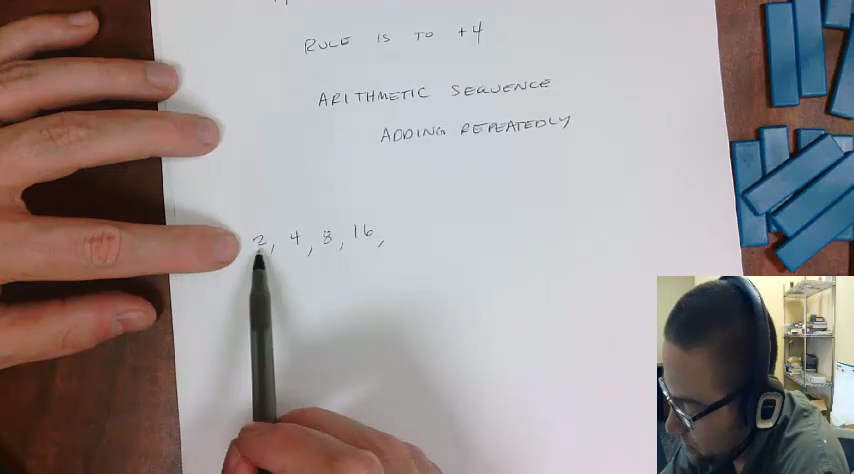 RULE IS TO +4
ARITHMETIC SEQUENCE
ADDING REPEATEDLY
2, 4, 8, 16,